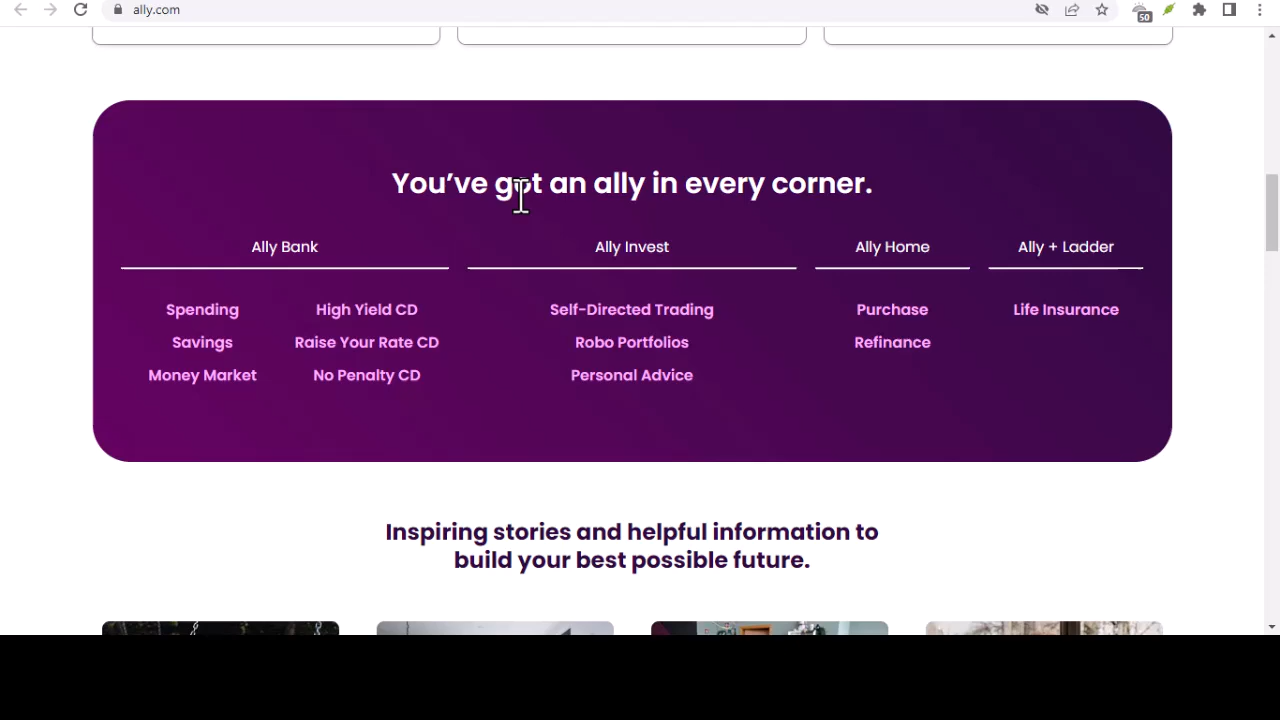 ally.com
50
You’ve got an ally in every corner.
Ally Bank
Ally Invest
Ally Home
Ally + Ladder
Spending
High Yield CD
Self-Directed Trading
Purchase
Life Insurance
Savings
Raise Your Rate CD
Robo Portfolios
Refinance
Money Market
No Penalty CD
Personal Advice
Inspiring stories and helpful information to
build your best possible future.